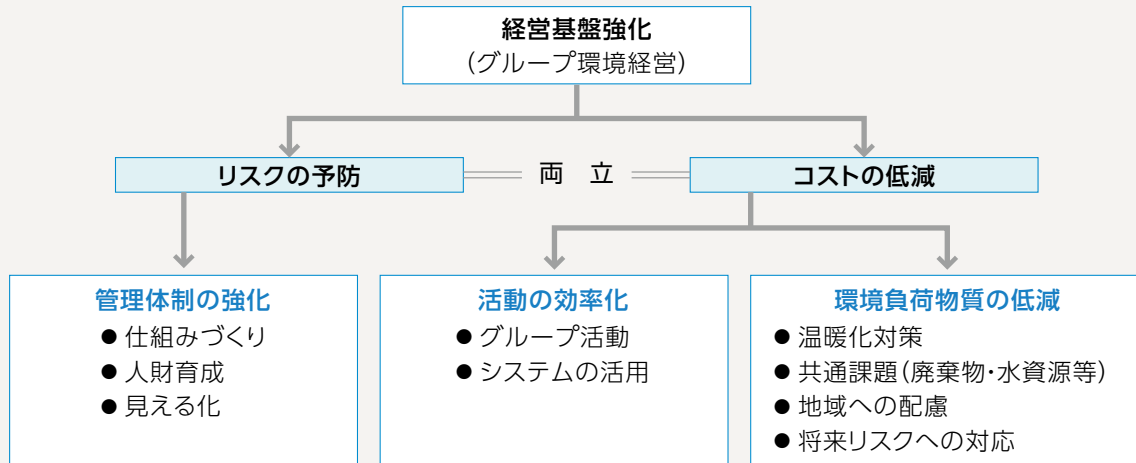 経営基盤強化
(グループ環境経営)
リスクの予防
両 立
コストの低減
管理体制の強化
● 仕組みづくり
● 人財育成
● 見える化
活動の効率化
● グループ活動
● システムの活用
環境負荷物質の低減
● 温暖化対策
● 共通課題(廃棄物・水資源等)
● 地域への配慮
● 将来リスクへの対応